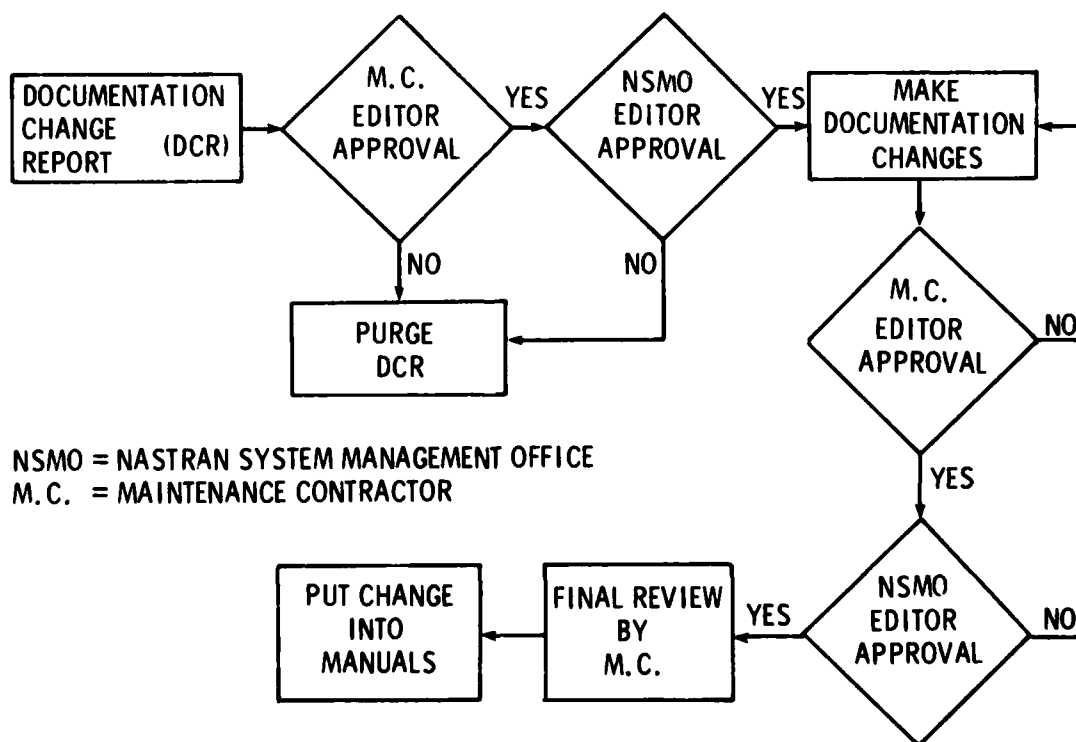 DOCUMENTATION
CHANGE
REPORT (DCR)
M.C.
EDITOR
APPROVAL
YES
NSMO
EDITOR
APPROVAL
YES
MAKE
DOCUMENTATION
CHANGES
NO
NO
PURGE
DCR
M.C.
EDITOR
APPROVAL
NO
NSMO = NASTRAN SYSTEM MANAGEMENT OFFICE
M.C. = MAINTENANCE CONTRACTOR
YES
NSMO
EDITOR
APPROVAL
NO
YES
FINAL REVIEW
BY
M.C.
PUT CHANGE
INTO
MANUALS